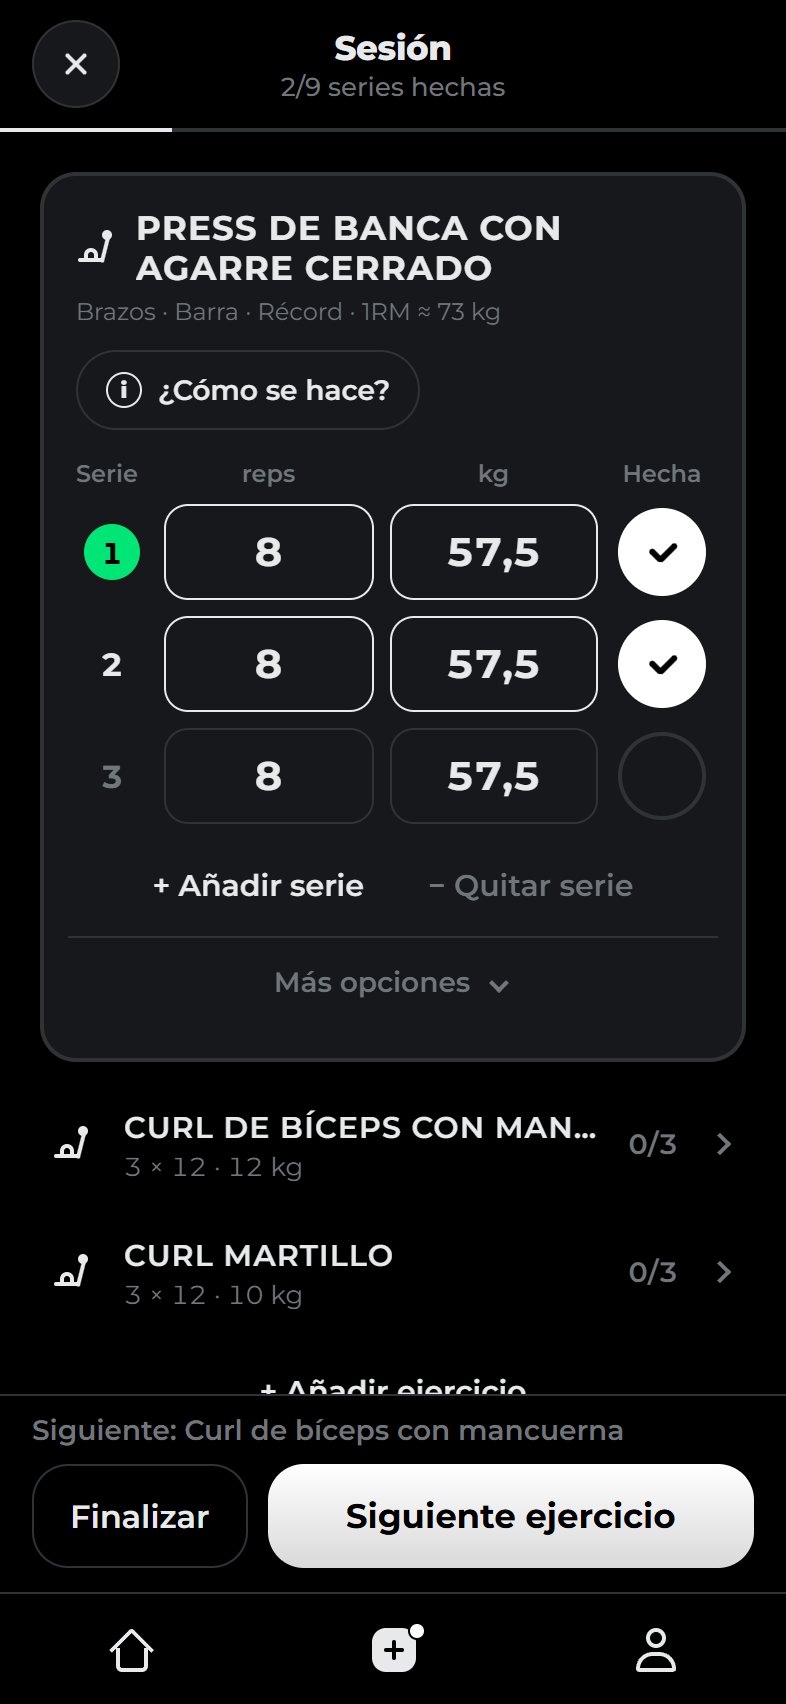 Sesión
2/9 series hechas
PRESS DE BANCA CON
AGARRE CERRADO
Brazos · Barra · Récord · 1RM ≈ 73 kg
¿Cómo se hace?
Serie reps kg Hecha
1 8 57,5
2 8 57,5
3 8 57,5
+ Añadir serie − Quitar serie
Más opciones
CURL DE BÍCEPS CON MAN... 0/3
3 × 12 · 12 kg
CURL MARTILLO 0/3
3 × 12 · 10 kg
+ Añadir ejercicio
Siguiente: Curl de bíceps con mancuerna
Finalizar Siguiente ejercicio